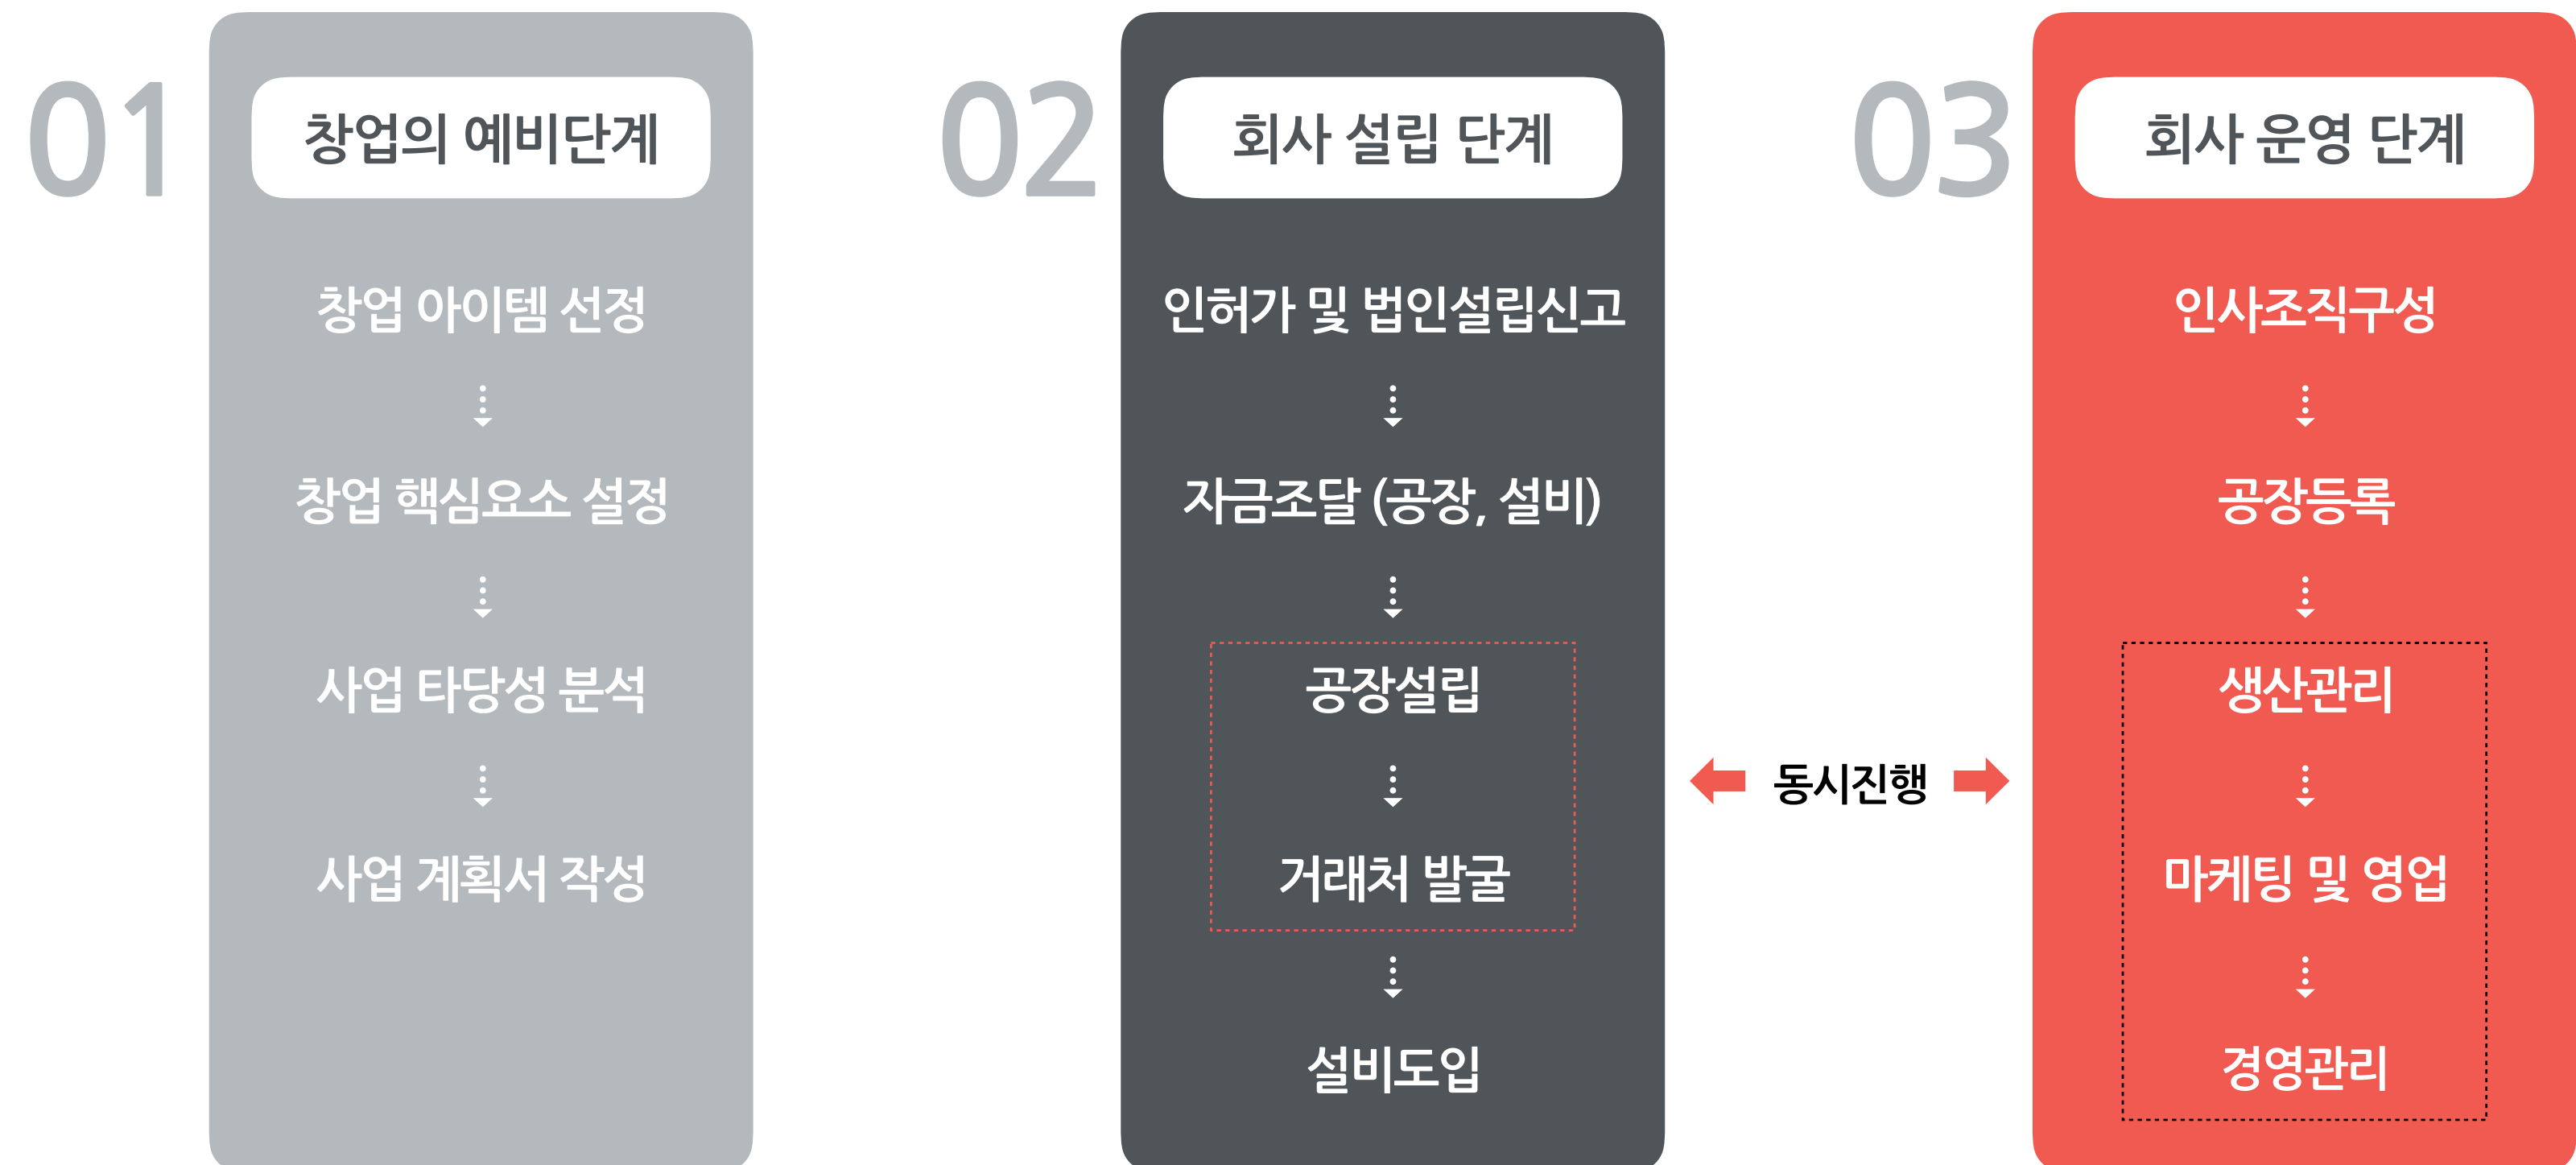 01
창업의 예비단계
창업 아이템 선정
창업 핵심요소 설정
사업 타당성 분석
사업 계획서 작성
02
회사 설립 단계
인허가 및 법인설립신고
자금조달 (공장, 설비)
공장설립
거래처 발굴
설비도입
동시진행
03
회사 운영 단계
인사조직구성
공장등록
생산관리
마케팅 및 영업
경영관리